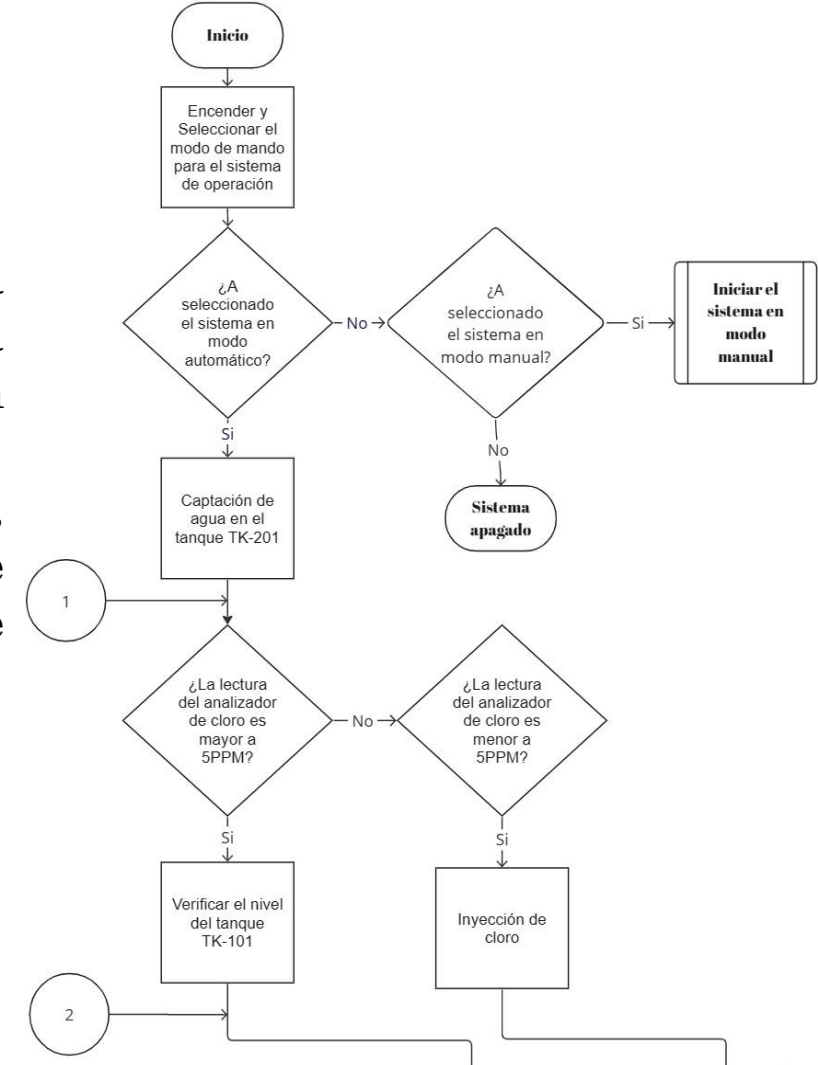 Inicio
Encender y
Seleccionar el
modo de mando
para el sistema
de operación
¿A
seleccionado
el sistema en
modo
automático?
No
¿A
seleccionado
el sistema en
modo manual?
Si
Iniciar el
sistema en
modo
manual
Si
No
Captación de
agua en el
tanque TK-201
Sistema
apagado
1
¿La lectura
del analizador
de cloro es
mayor a
5PPM?
No
¿La lectura
del analizador
de cloro es
menor a
5PPM?
Si
Si
Verificar el nivel
del tanque
TK-101
Inyección de
cloro
2